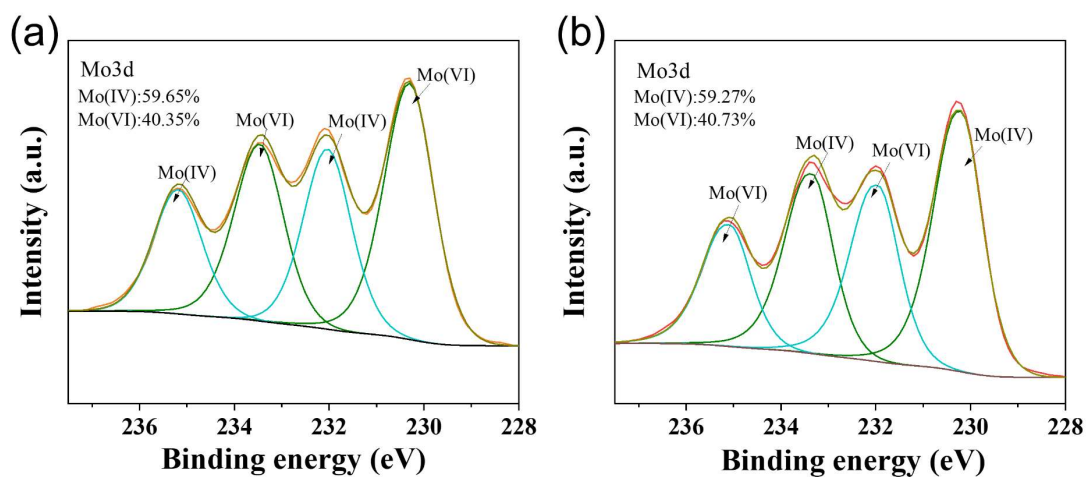 (a)
Mo3d
Mo(IV):59.65%
Mo(VI):40.35%
Mo(IV)
Mo(VI)
Mo(IV)
Mo(VI)
Intensity (a.u.)
236
234
232
230
228
Binding energy (eV)
(b)
Mo3d
Mo(IV):59.27%
Mo(VI):40.73%
Mo(VI)
Mo(IV)
Mo(VI)
Mo(IV)
Intensity (a.u.)
236
234
232
230
228
Binding energy (eV)